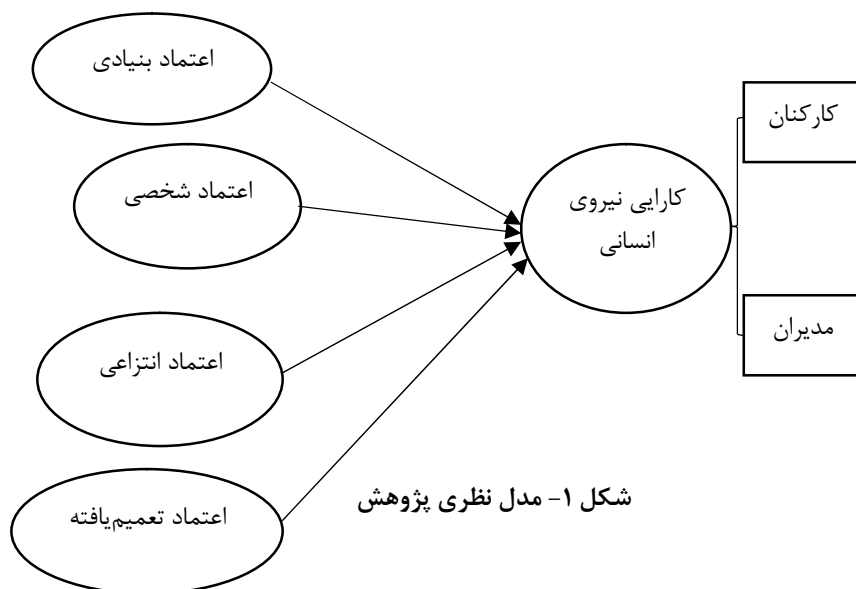 اعتماد بنیادی
کارکنان
اعتماد شخصی
کارایی نیروی
انسانی
مدیران
اعتماد انتزاعی
شکل ۱- مدل نظری پژوهش
اعتماد تعمیم‌یافته